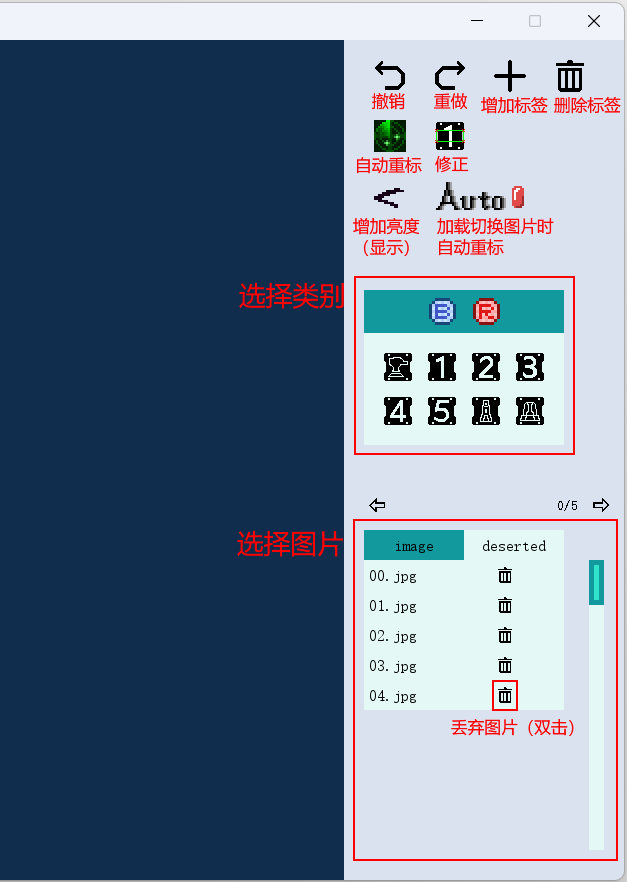 撤销 重做 增加标签 删除标签
1
自动重标 修正
Auto
增加亮度 加载切换图片时
（显示） 自动重标
选择类别
B R
1 2 3
4 5
0/5
选择图片
image deserted
00.jpg
01.jpg
02.jpg
03.jpg
04.jpg
丢弃图片（双击）